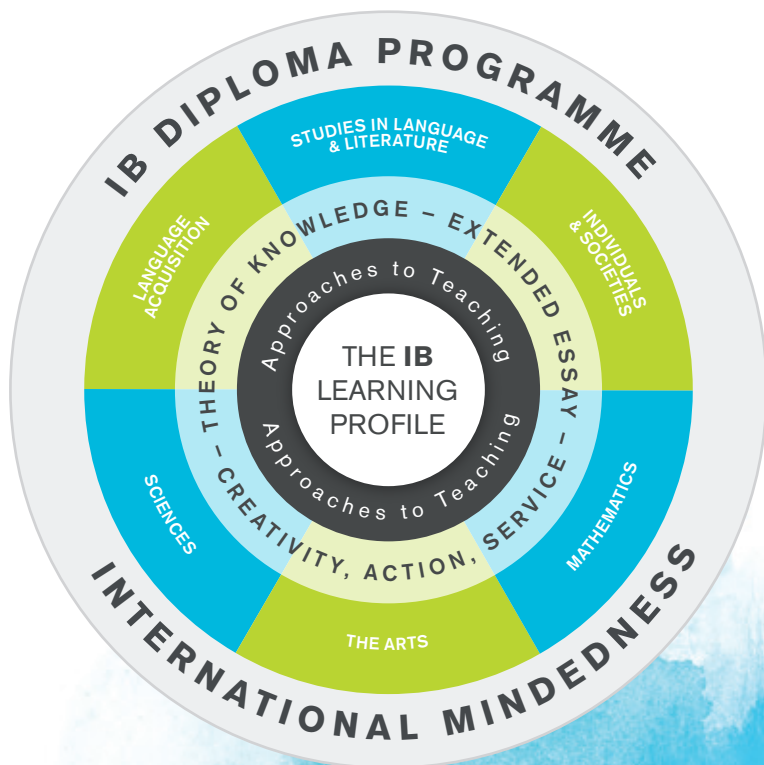 IB DIPLOMA PROGRAMME
STUDIES IN LANGUAGE
& LITERATURE
INDIVIDUALS
& SOCIETIES
MATHEMATICS
THE ARTS
SCIENCES
LANGUAGE
ACQUISITION
THEORY OF KNOWLEDGE – EXTENDED ESSAY –
– CREATIVITY, ACTION, SERVICE
Approaches to Teaching
THE IB
LEARNING
PROFILE
Approaches to Teaching
INTERNATIONAL MINDEDNESS